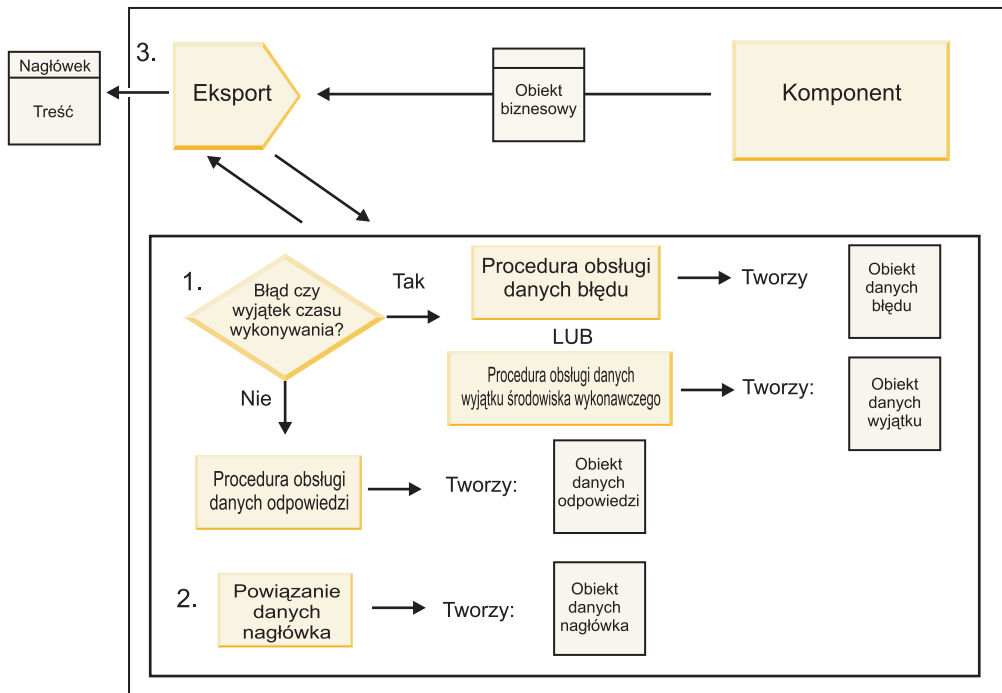 Nagłówek
Treść
3.
Eksport
Obiekt
biznesowy
Komponent
1.
Błąd czy
wyjątek czasu
wykonywania?
Tak
Procedura obsługi
danych błędu
Tworzy
Obiekt
danych
błędu
LUB
Procedura obsługi danych
wyjątku środowiska wykonawczego
Tworzy:
Obiekt
danych
wyjątku
Nie
Procedura obsługi
danych odpowiedzi
Tworzy:
Obiekt
danych
odpowiedzi
2.
Powiązanie
danych
nagłówka
Tworzy:
Obiekt
danych
nagłówka